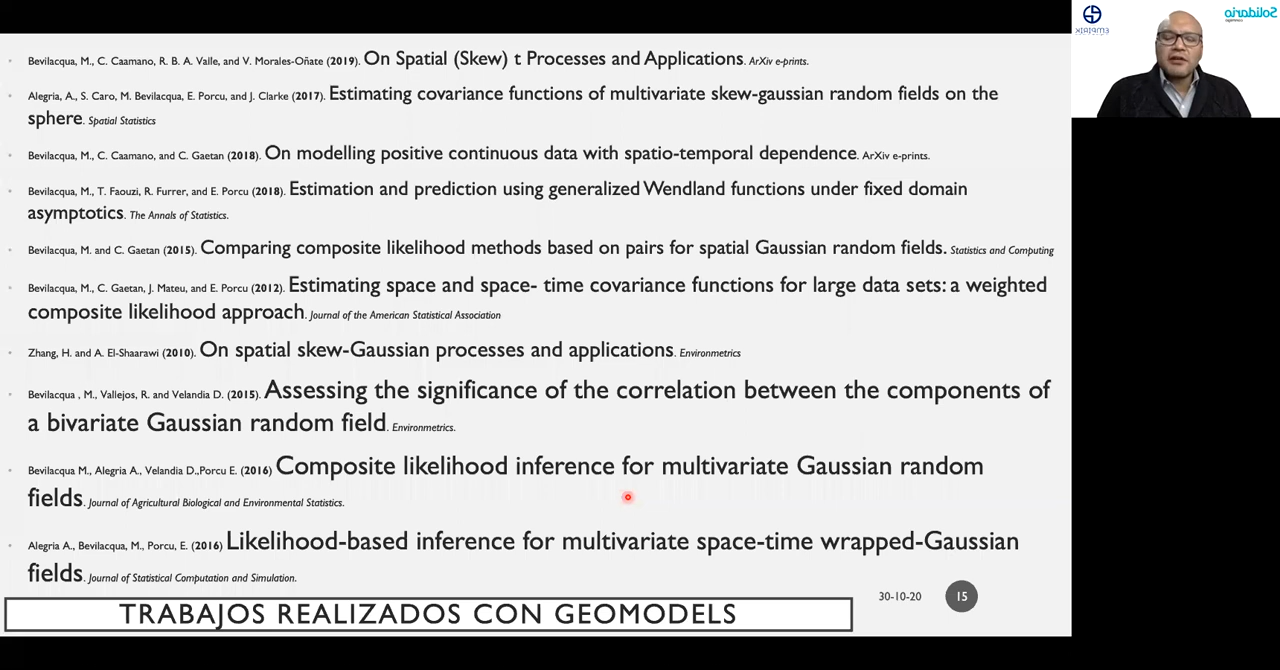 Bevilacqua, M., C. Caamano, R. B. A. Valle, and V. Morales-Oñate (2019). On Spatial (Skew) t Processes and Applications. ArXiv e-prints.
Alegria, A., S. Caro, M. Bevilacqua, E. Porcu, and J. Clarke (2017). Estimating covariance functions of multivariate skew-gaussian random fields on the
sphere. Spatial Statistics
Bevilacqua, M., C. Caamano, and C. Gaetan (2018). On modelling positive continuous data with spatio-temporal dependence. ArXiv e-prints.
Bevilacqua, M., T. Faouzi, R. Furrer, and E. Porcu (2018). Estimation and prediction using generalized Wendland functions under fixed domain
asymptotics. The Annals of Statistics.
Bevilacqua, M. and C. Gaetan (2015). Comparing composite likelihood methods based on pairs for spatial Gaussian random fields. Statistics and Computing
Bevilacqua, M., C. Gaetan, J. Mateu, and E. Porcu (2012). Estimating space and space- time covariance functions for large data sets: a weighted
composite likelihood approach. Journal of the American Statistical Association
Zhang, H. and A. El-Shaarawi (2010). On spatial skew-Gaussian processes and applications. Environmetrics
Bevilacqua , M., Vallejos, R. and Velandia D. (2015). Assessing the significance of the correlation between the components of
a bivariate Gaussian random field. Environmetrics.
Bevilacqua M., Alegria A., Velandia D.,Porcu E. (2016) Composite likelihood inference for multivariate Gaussian random
fields. Journal of Agricultural Biological and Environmental Statistics.
Alegria A., Bevilacqua, M., Porcu, E. (2016) Likelihood-based inference for multivariate space-time wrapped-Gaussian
fields. Journal of Statistical Computation and Simulation.
30-10-20 15
TRABAJOS REALIZADOS CON GEOMODELS
EMPIRIX
Solidario